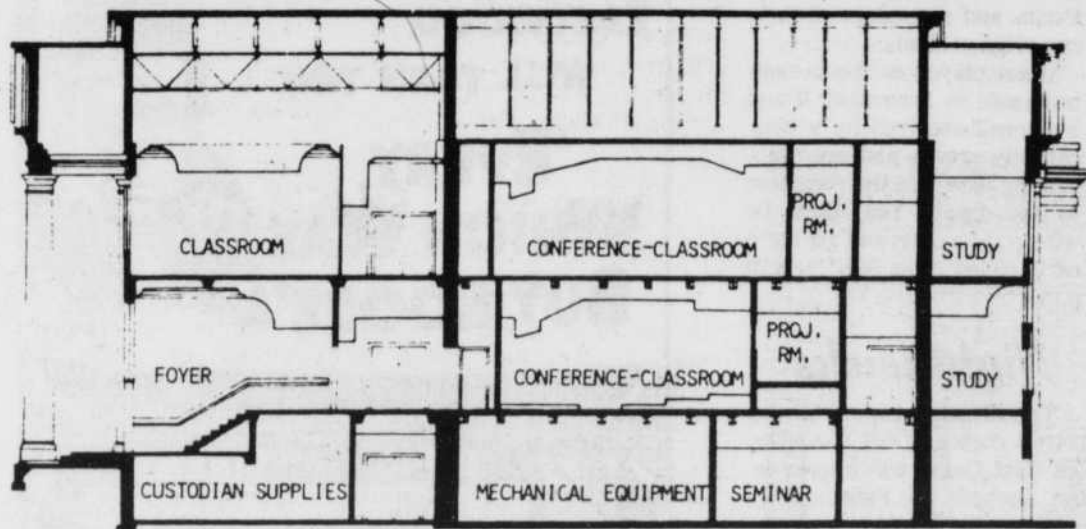 CLASSROOM
CONFERENCE-CLASSROOM
PROJ.
RM.
STUDY
FOYER
CONFERENCE-CLASSROOM
PROJ.
RM.
STUDY
CUSTODIAN SUPPLIES
MECHANICAL EQUIPMENT
SEMINAR